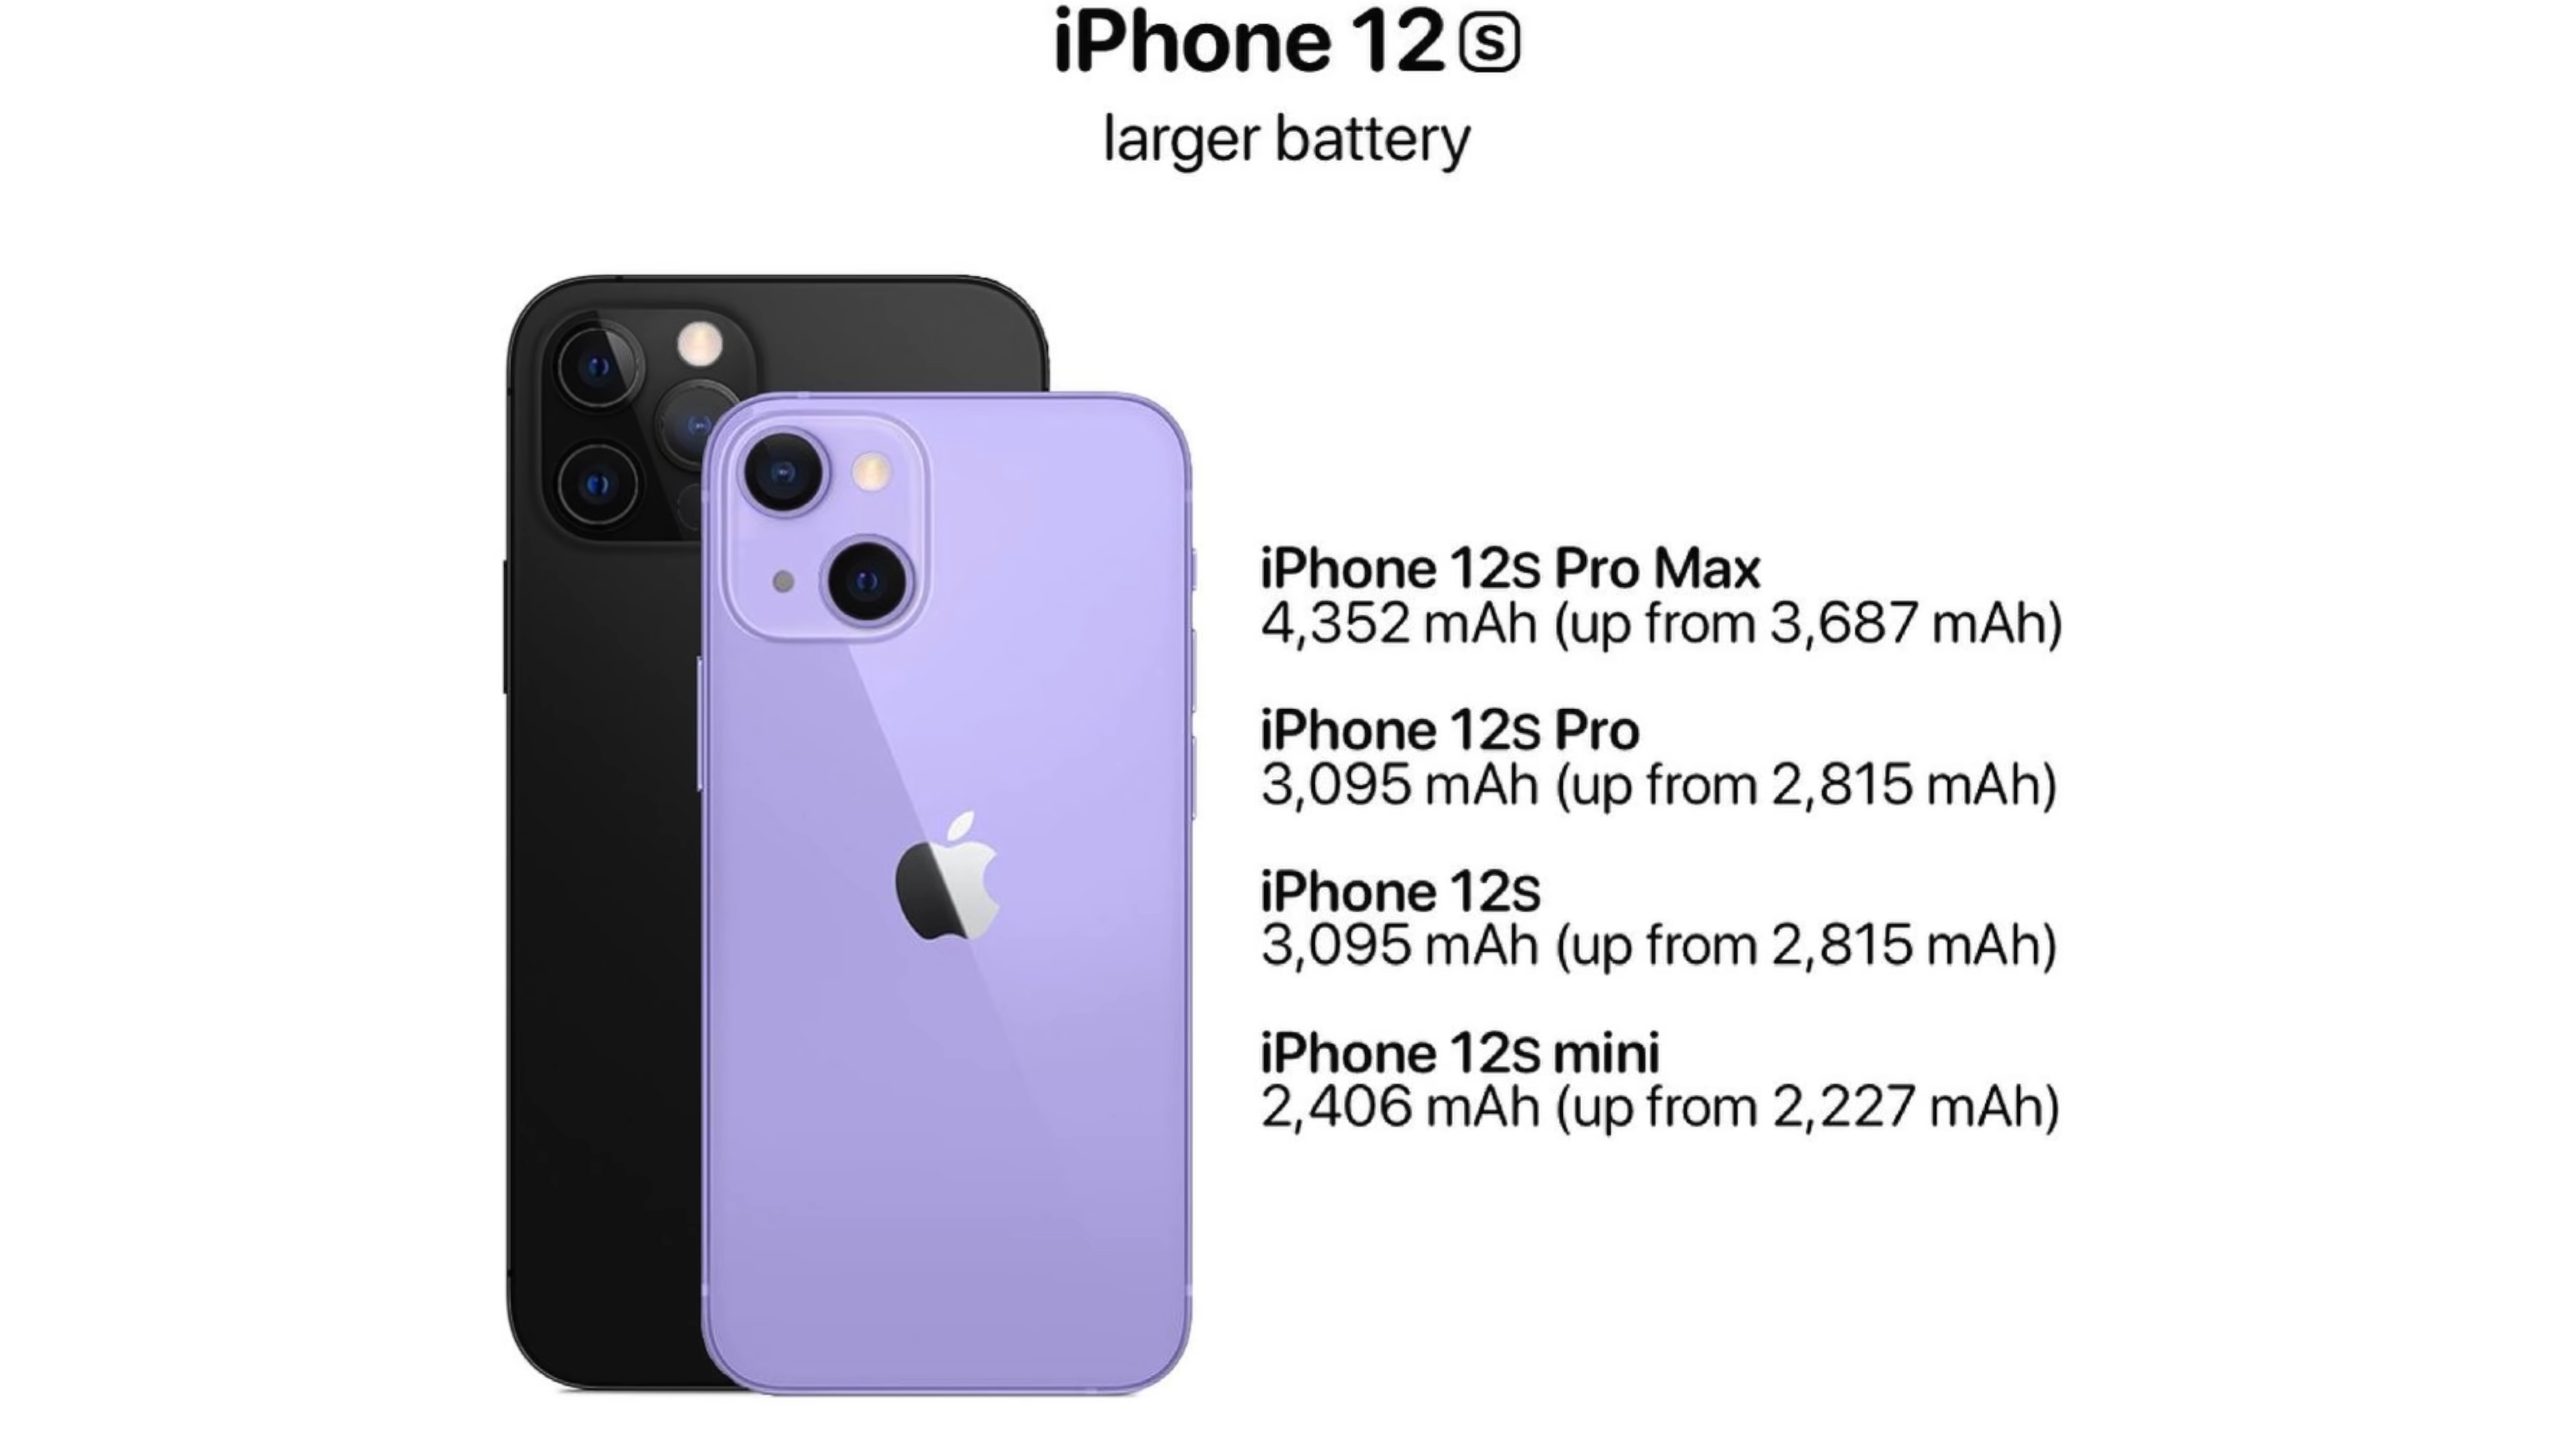 iPhone 12 S
larger battery
iPhone 12s Pro Max
4,352 mAh (up from 3,687 mAh)
iPhone 12s Pro
3,095 mAh (up from 2,815 mAh)
iPhone 12s
3,095 mAh (up from 2,815 mAh)
iPhone 12s mini
2,406 mAh (up from 2,227 mAh)